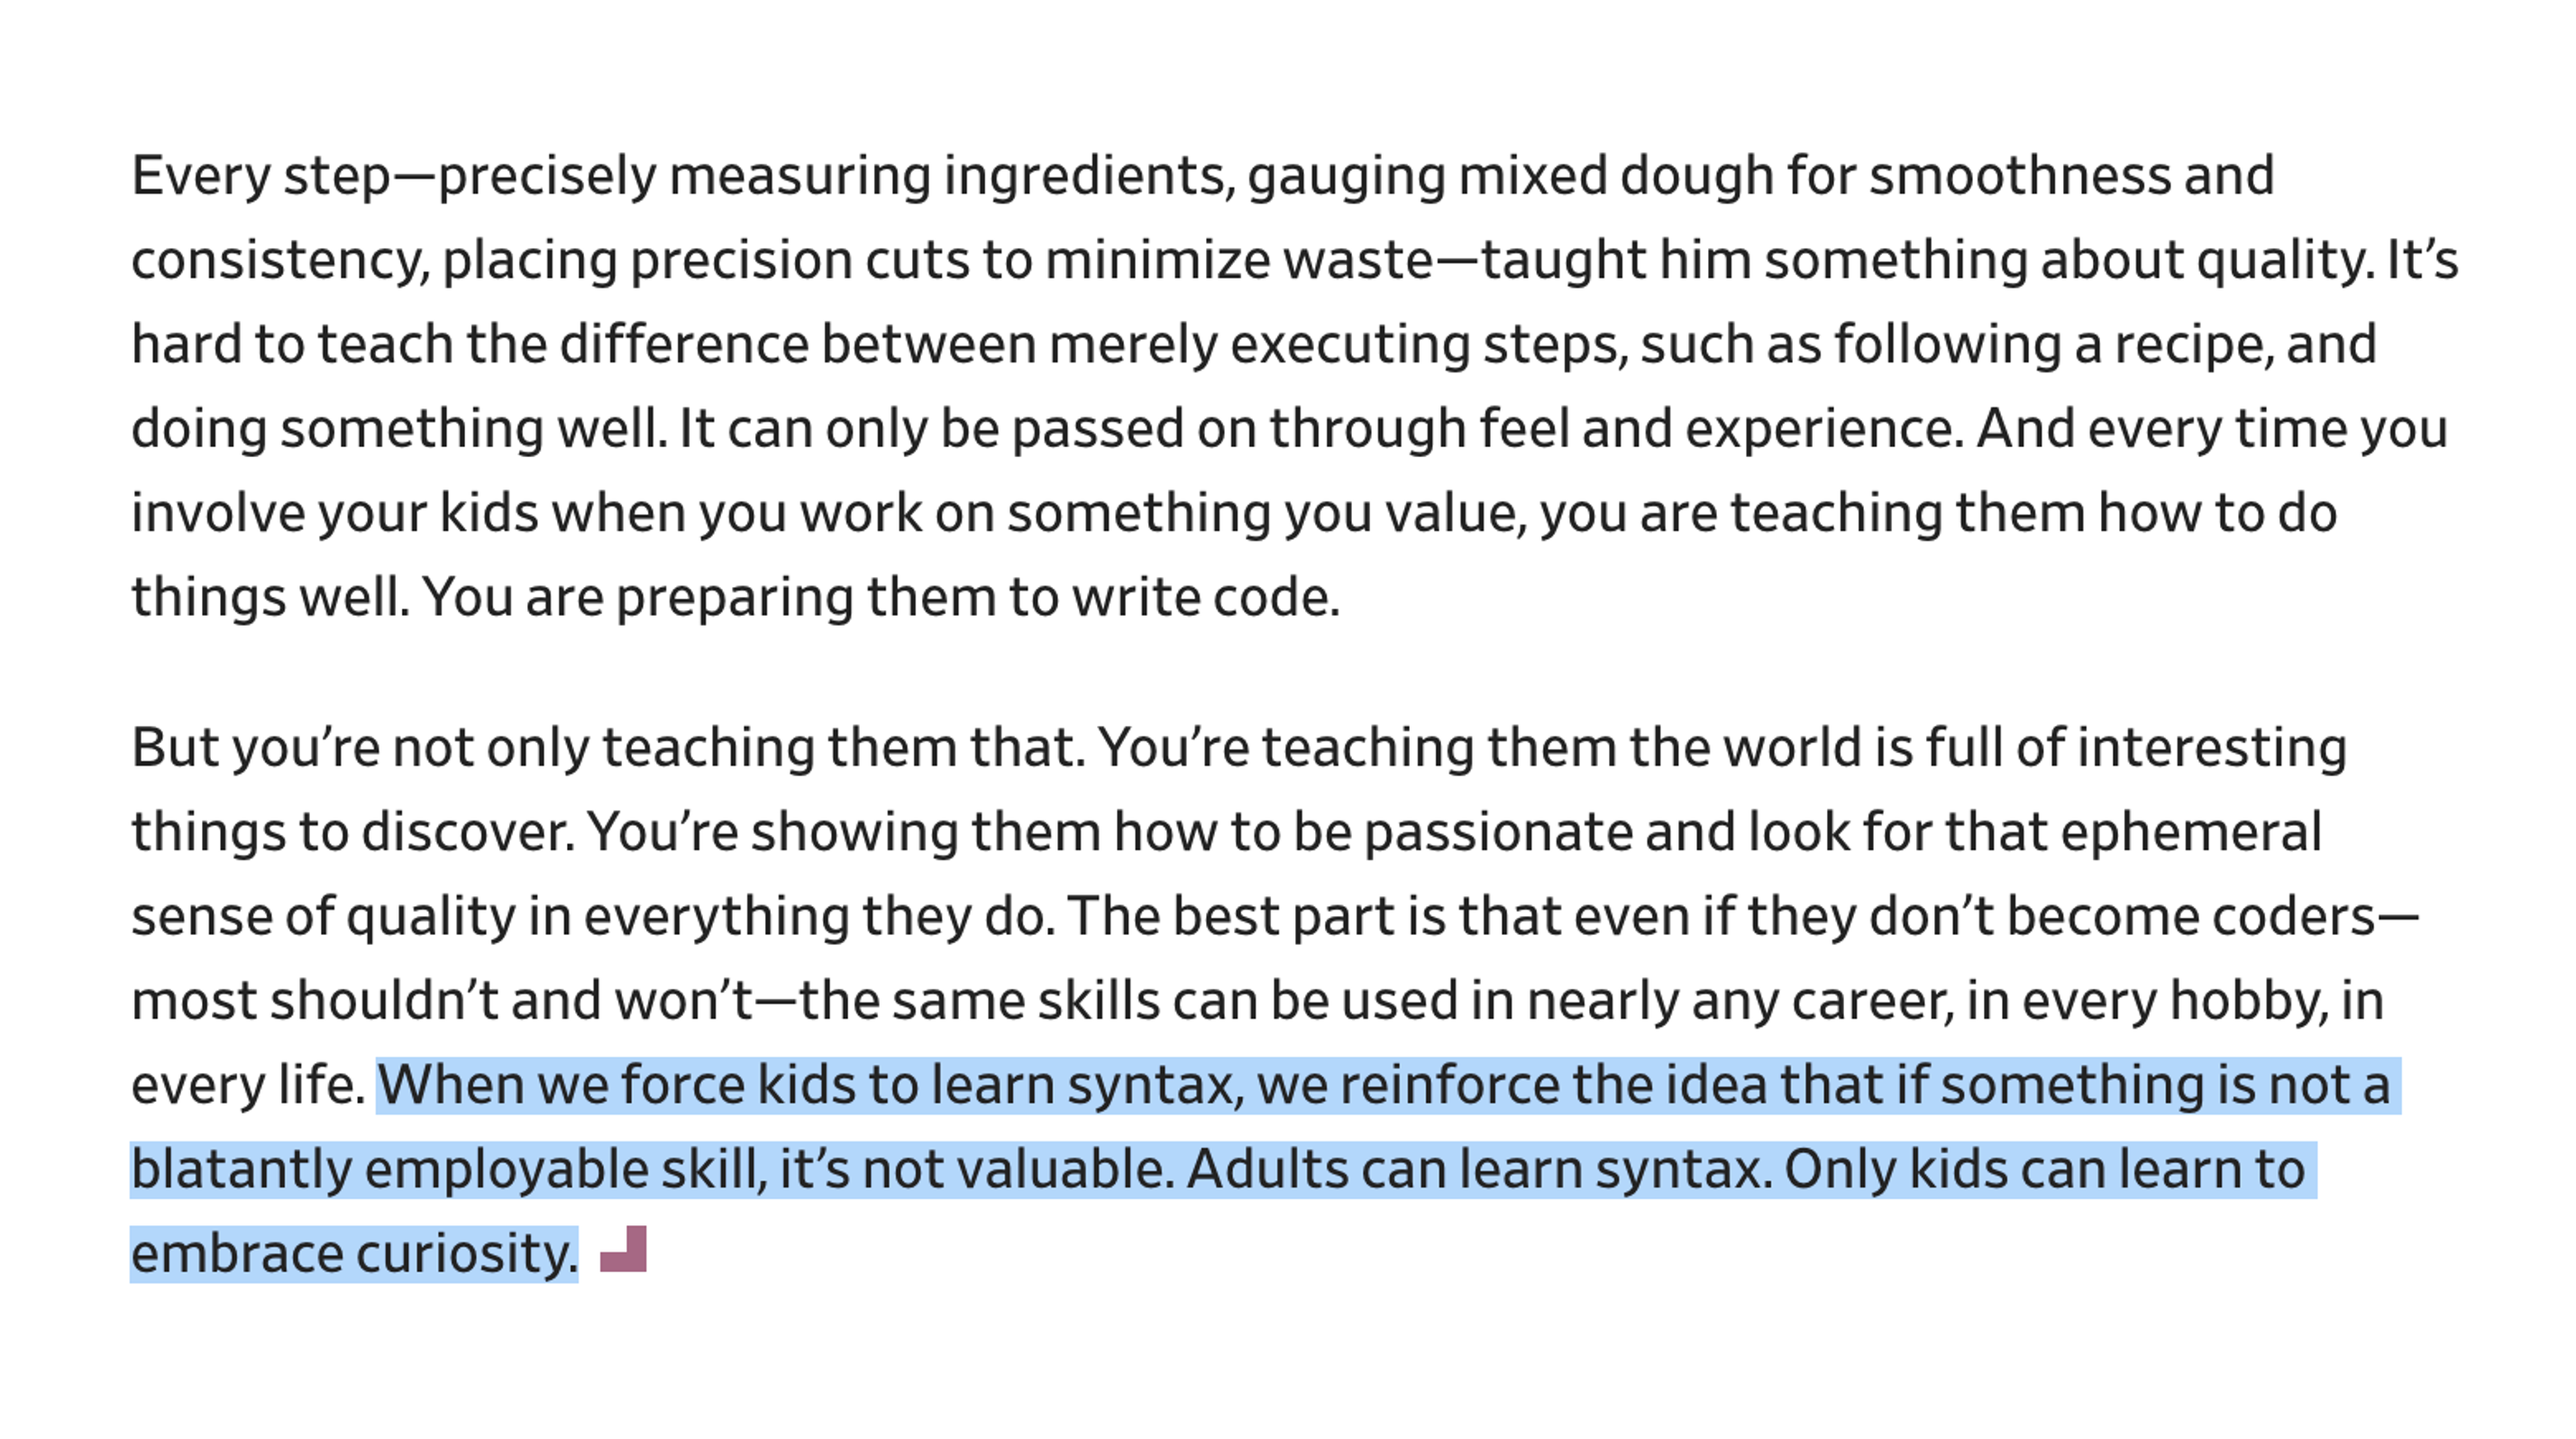 Every step—precisely measuring ingredients, gauging mixed dough for smoothness and
consistency, placing precision cuts to minimize waste—taught him something about quality. It’s
hard to teach the difference between merely executing steps, such as following a recipe, and
doing something well. It can only be passed on through feel and experience. And every time you
involve your kids when you work on something you value, you are teaching them how to do
things well. You are preparing them to write code.
But you’re not only teaching them that. You’re teaching them the world is full of interesting
things to discover. You’re showing them how to be passionate and look for that ephemeral
sense of quality in everything they do. The best part is that even if they don’t become coders—
most shouldn’t and won’t—the same skills can be used in nearly any career, in every hobby, in
every life. When we force kids to learn syntax, we reinforce the idea that if something is not a
blatantly employable skill, it’s not valuable. Adults can learn syntax. Only kids can learn to
embrace curiosity.